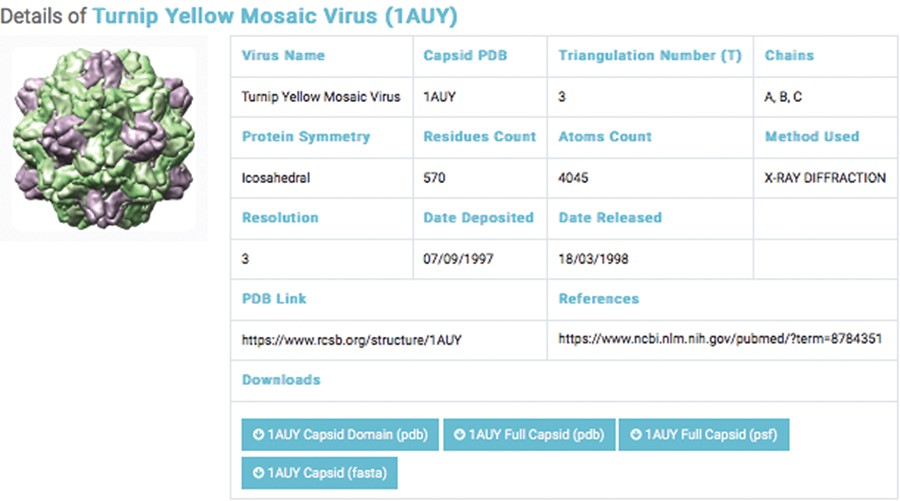 Details of Turnip Yellow Mosaic Virus (1AUY)
Virus Name Capsid PDB Triangulation Number (T) Chains
Turnip Yellow Mosaic Virus 1AUY 3 A, B, C
Protein Symmetry Residues Count Atoms Count Method Used
Icosahedral 570 4045 X-RAY DIFFRACTION
Resolution Date Deposited Date Released
3 07/09/1997 18/03/1998
PDB Link References
https://www.rcsb.org/structure/1AUY https://www.ncbi.nlm.nih.gov/pubmed/?term=8784351
Downloads
1AUY Capsid Domain (pdb) 1AUY Full Capsid (pdb) 1AUY Full Capsid (psf)
1AUY Capsid (fasta)